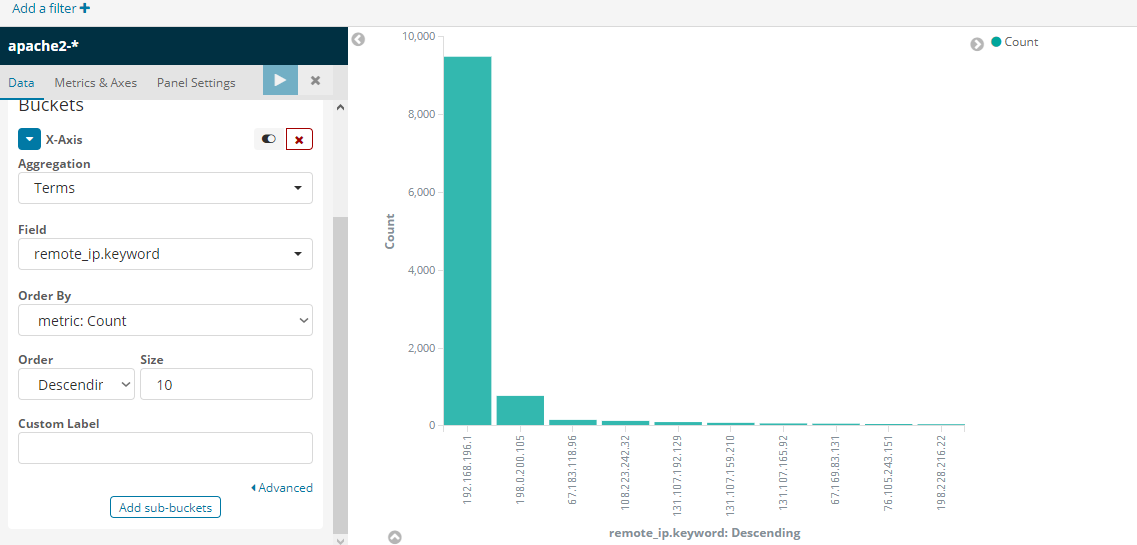 Add a filter +
apache2-*
Data Metrics & Axes Panel Settings
Buckets
X-Axis
Aggregation
Terms
Field
remote_ip.keyword
Order By
metric: Count
Order Size
Descendir 10
Custom Label
Advanced
Add sub-buckets
Count
10,000
8,000
6,000
4,000
2,000
0
Count
192.168.196.1
198.0.200.105
67.183.118.96
108.223.242.32
131.107.192.129
131.107.159.210
131.107.165.92
67.169.83.131
76.105.243.151
198.228.216.22
remote_ip.keyword: Descending